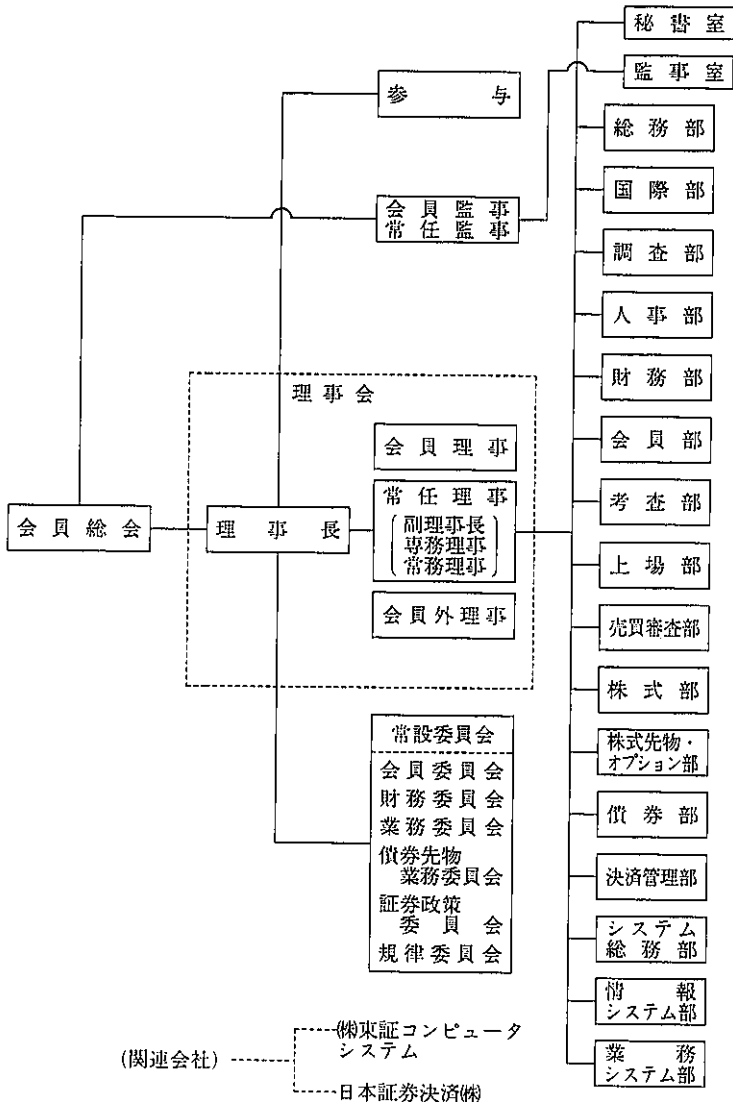 秘書室
監事室
参与
総務部
国際部
会員監事
常任監事
調査部
人事部
財務部
理事会
会員理事
会員部
常任理事
副理事長
専務理事
常務理事
考査部
会員総会
理事長
上場部
会員外理事
売買審査部
株式部
常設委員会
会員委員会
財務委員会
業務委員会
債券先物
業務委員会
証券政策
委員会
規律委員会
株式先物・
オプション部
債券部
決済管理部
システム
総務部
情報
システム部
業務
システム部
(関連会社)
㈱東証コンピュータ
システム
日本証券決済㈱